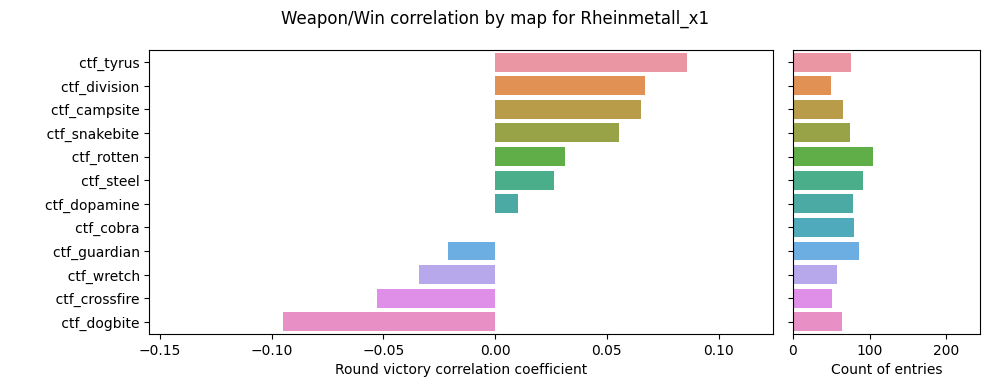 Weapon/Win correlation by map for Rheinmetall_x1
ctf_tyrus
ctf_division
ctf_campsite
ctf_snakebite
ctf_rotten
ctf_steel
ctf_dopamine
ctf_cobra
ctf_guardian
ctf_wretch
ctf_crossfire
ctf_dogbite
−0.15 −0.10 −0.05 0.00 0.05 0.10
Round victory correlation coefficient
0 100 200
Count of entries